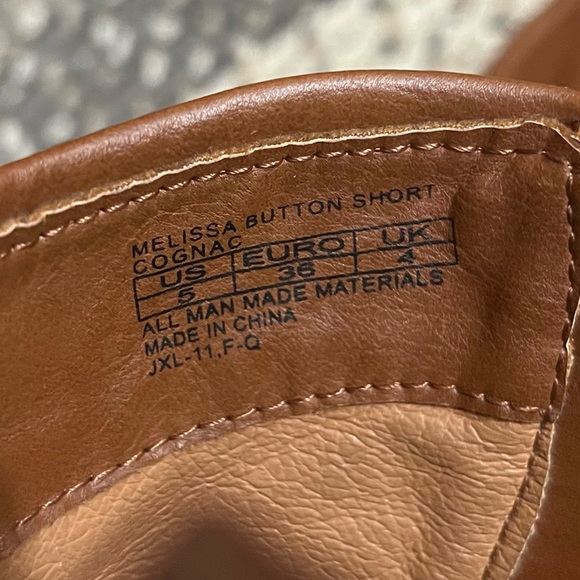 MELISSA BUTTON SHORT
COGNAC
US EURO UK
5 36 4
ALL MAN MADE MATERIALS
MADE IN CHINA
JXL-11,F-Q